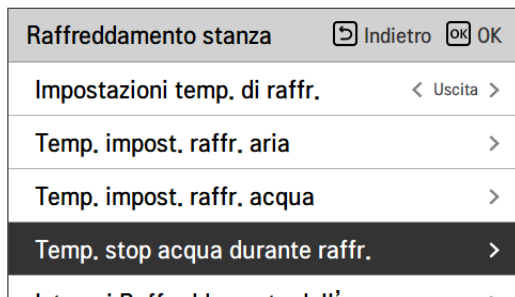 Raffreddamento stanza Indietro OK OK
Impostazioni temp. di raffr. < Uscita >
Temp. impost. raffr. aria >
Temp. impost. raffr. acqua >
Temp. stop acqua durante raffr. >